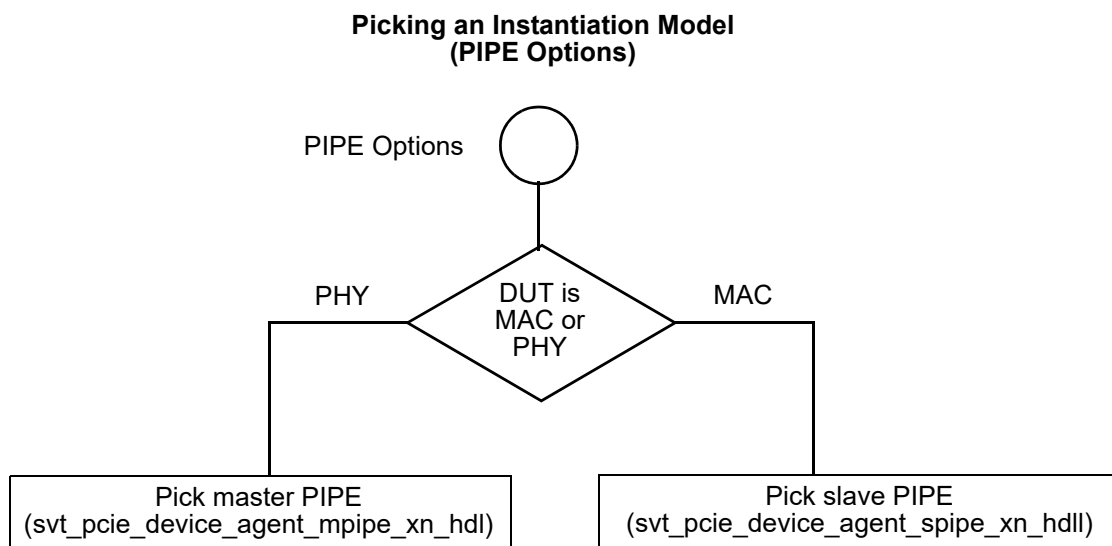 Picking an Instantiation Model
(PIPE Options)
PIPE Options
PHY
DUT is
MAC or
PHY
MAC
Pick master PIPE
(svt_pcie_device_agent_mpipe_xn_hdl)
Pick slave PIPE
(svt_pcie_device_agent_spipe_xn_hdll)